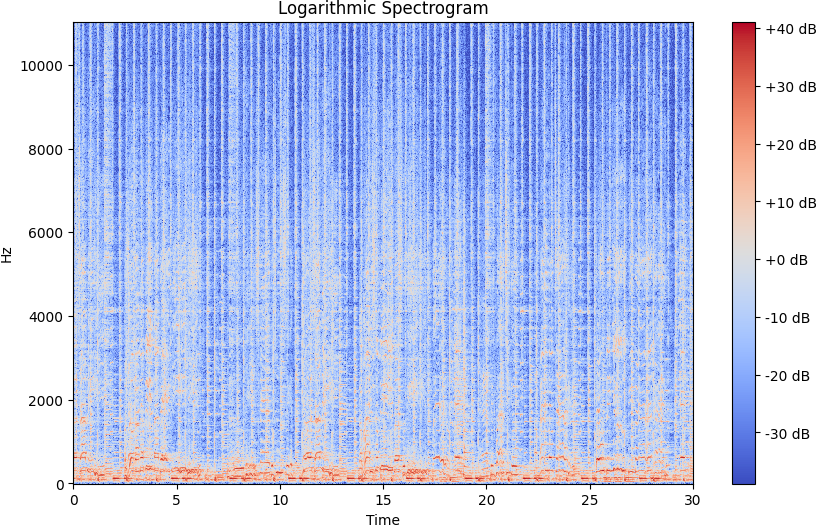 Logarithmic Spectrogram
+40 dB
+30 dB
+20 dB
+10 dB
+0 dB
-10 dB
-20 dB
-30 dB
10000
8000
6000
4000
2000
0
Hz
0 5 10 15 20 25 30
Time